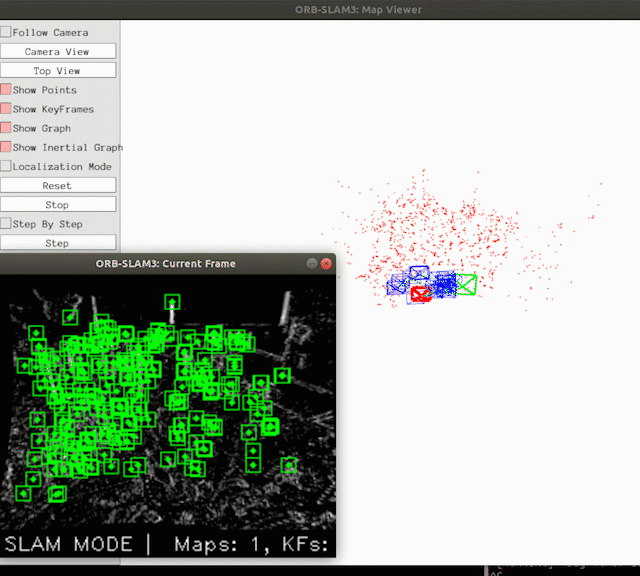 ORB-SLAM3: Map Viewer
Follow Camera
Camera View
Top View
Show Points
Show KeyFrames
Show Graph
Show Inertial Graph
Localization Mode
Reset
Stop
Step By Step
Step
ORB-SLAM3: Current Frame
SLAM MODE | Maps: 1, KFs: